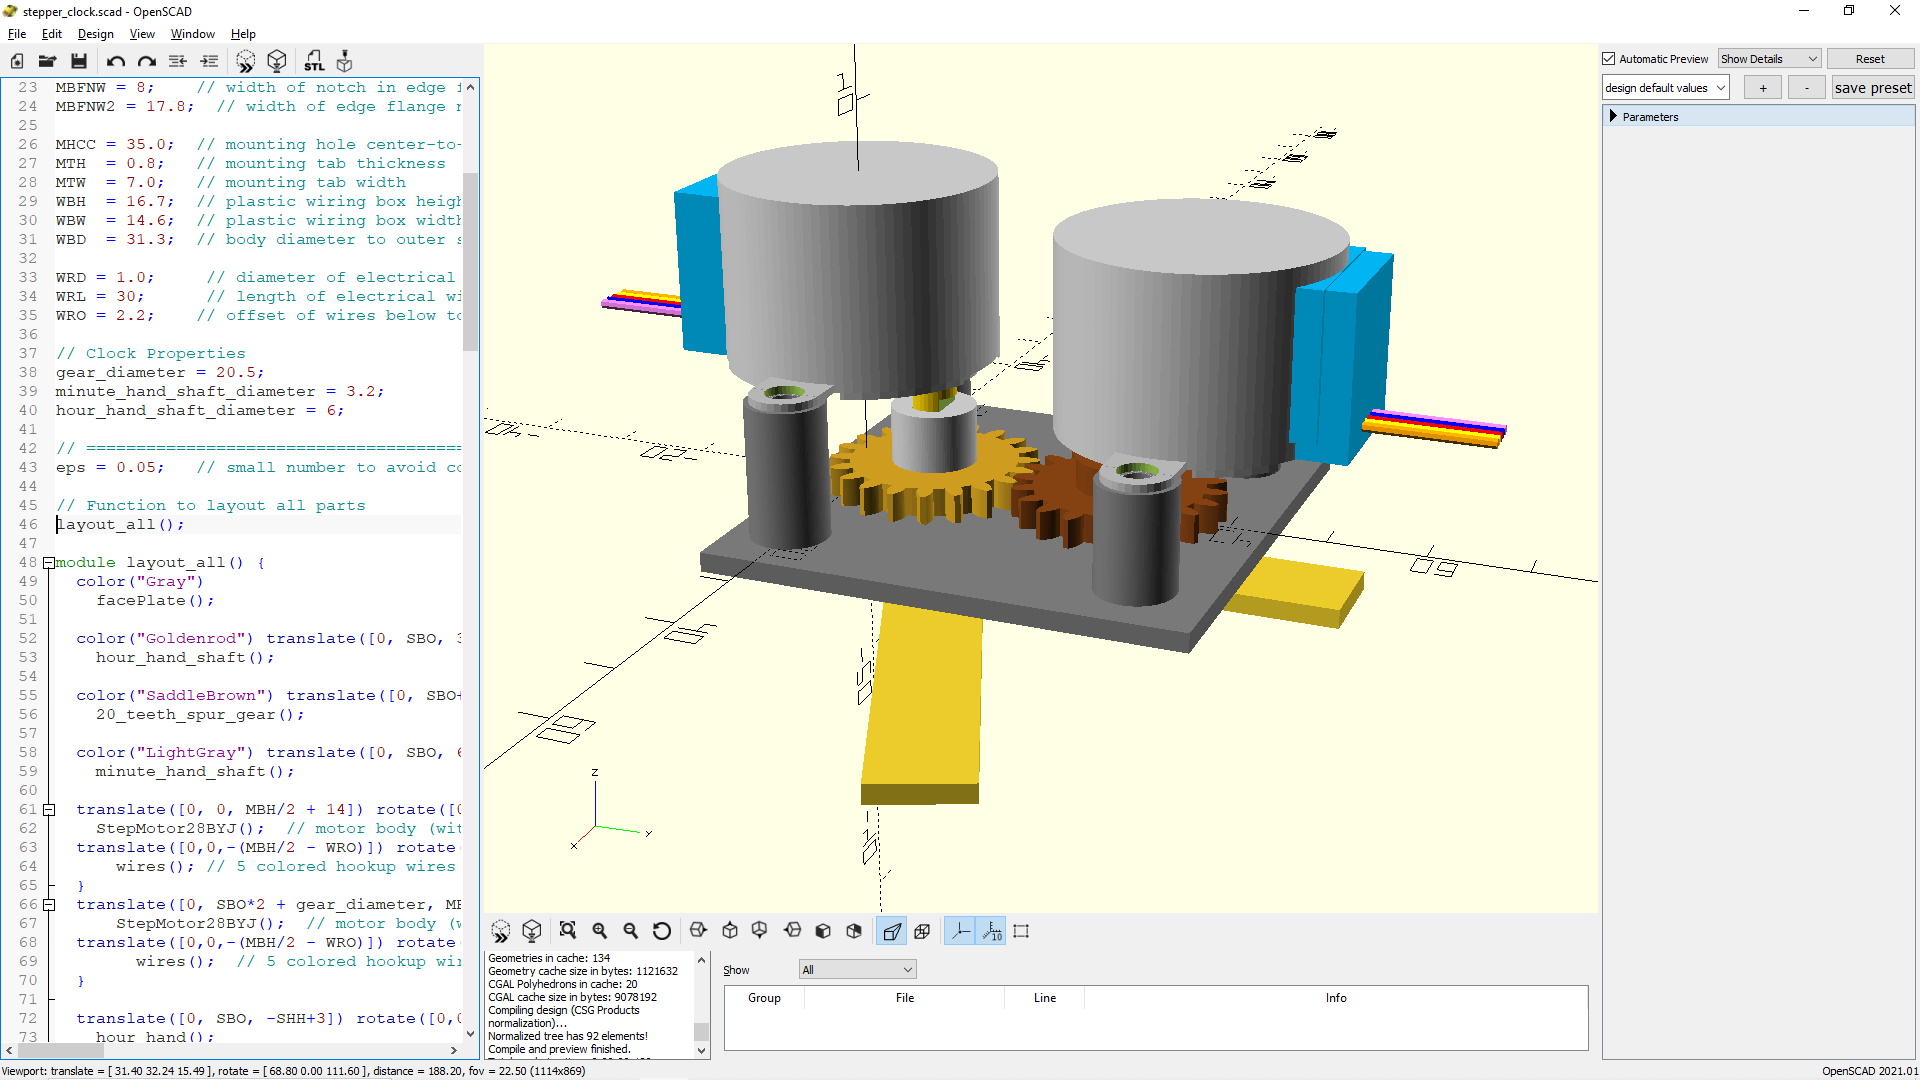 stepper_clock.scad - OpenSCAD
File Edit Design View Window Help
STL
23 MBFNW = 8; // width of notch in edge f
24 MBFNW2 = 17.8; // width of edge flange
25
26 MHCC = 35.0; // mounting hole center-to-
27 MTH = 0.8; // mounting tab thickness
28 MTW = 7.0; // mounting tab width
29 WBH = 16.7; // plastic wiring box heigh
30 WBW = 14.6; // plastic wiring box width
31 WBD = 31.3; // body diameter to outer s
32
33 WRD = 1.0; // diameter of electrical
34 WRL = 30; // length of electrical wi
35 WRO = 2.2; // offset of wires below to
36
37 // Clock Properties
38 gear_diameter = 20.5;
39 minute_hand_shaft_diameter = 3.2;
40 hour_hand_shaft_diameter = 6;
41
42 // ======================================
43 eps = 0.05; // small number to avoid co
44
45 // Function to layout all parts
46 layout_all();
47
48 module layout_all() {
49 color("Gray")
50 facePlate();
51
52 color("Goldenrod") translate([0, SBO, 3
53 hour_hand_shaft();
54
55 color("SaddleBrown") translate([0, SBO+
56 20_teeth_spur_gear();
57
58 color("LightGray") translate([0, SBO, 6
59 minute_hand_shaft();
60
61 translate([0, 0, MBH/2 + 14]) rotate([0
62 StepMotor28BYJ(); // motor body (wit
63 translate([0,0,-(MBH/2 - WRO)]) rotate
64 wires(); // 5 colored hookup wires
65 }
66 translate([0, SBO*2 + gear_diameter, MB
67 StepMotor28BYJ(); // motor body (w
68 translate([0,0,-(MBH/2 - WRO)]) rotate
69 wires(); // 5 colored hookup wir
70 }
71
72 translate([0, SBO, -SHH+3]) rotate([0,0
73 hour_hand();
z
x
y
10
Geometries in cache: 134
Geometry cache size in bytes: 1121632
CGAL Polyhedrons in cache: 20
CGAL cache size in bytes: 9078192
Compiling design (CSG Products
normalization)...
Normalized tree has 92 elements!
Compile and preview finished.
Show All
Group File Line Info
Automatic Preview Show Details Reset
design default values + - save preset
Parameters
Viewport: translate = [ 31.40 32.24 15.49 ], rotate = [ 68.80 0.00 111.60 ], distance = 188.20, fov = 22.50 (1114x869)
OpenSCAD 2021.01